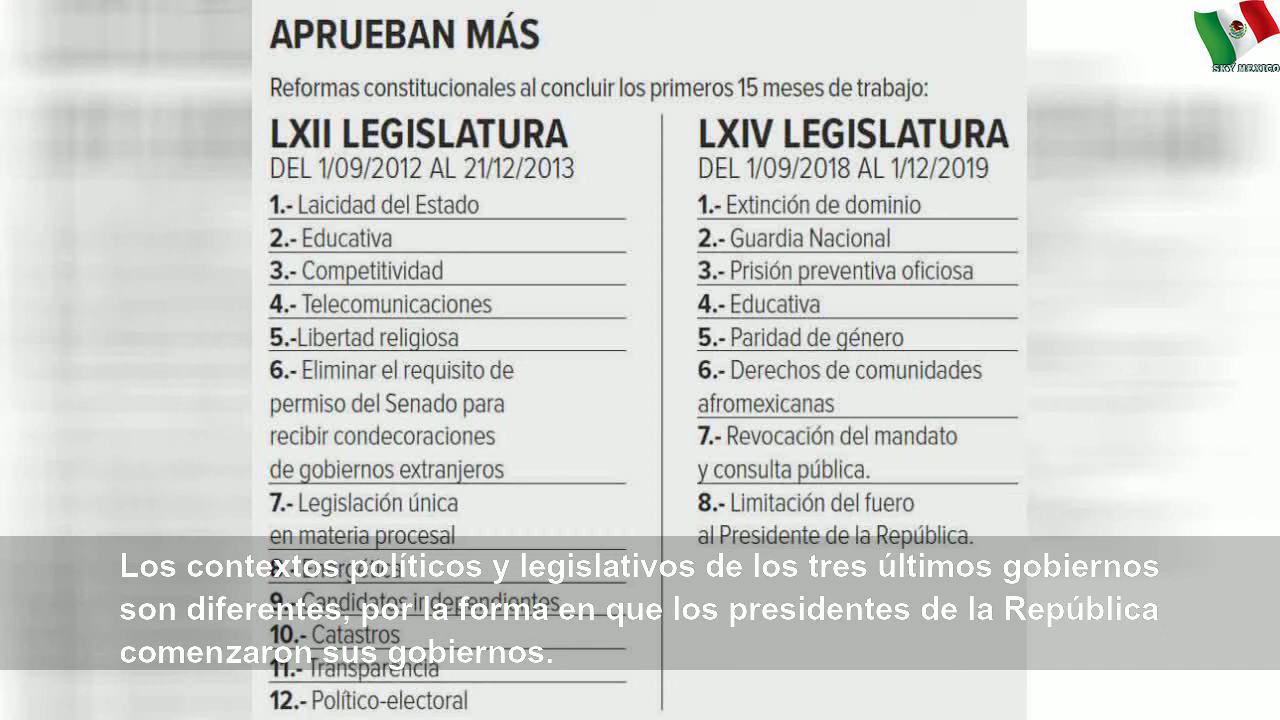 APRUEBAN MÁS
SKY MEXICO
Reformas constitucionales al concluir los primeros 15 meses de trabajo:
LXII LEGISLATURA
DEL 1/09/2012 AL 21/12/2013
1.- Laicidad del Estado
2.- Educativa
3.- Competitividad
4.- Telecomunicaciones
5.-Libertad religiosa
6.- Eliminar el requisito de
permiso del Senado para
recibir condecoraciones
de gobiernos extranjeros
7.- Legislación única
en materia procesal
8.- Energética
9.- Candidatos independientes
10.- Catastros
11.- Transparencia
12.- Político-electoral
LXIV LEGISLATURA
DEL 1/09/2018 AL 1/12/2019
1.- Extinción de dominio
2.- Guardia Nacional
3.- Prisión preventiva oficiosa
4.- Educativa
5.- Paridad de género
6.- Derechos de comunidades
afromexicanas
7.- Revocación del mandato
y consulta pública.
8.- Limitación del fuero
al Presidente de la República.
Los contextos políticos y legislativos de los tres últimos gobiernos
son diferentes, por la forma en que los presidentes de la República
comenzaron sus gobiernos.